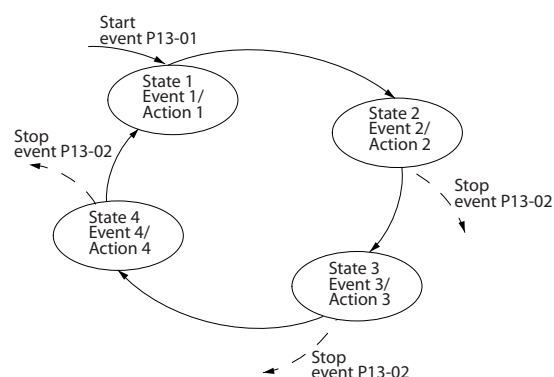 Start
event P13-01
State 1
Event 1/
Action 1
State 2
Event 2/
Action 2
Stop
event P13-02
Stop
event P13-02
State 4
Event 4/
Action 4
State 3
Event 3/
Action 3
Stop
event P13-02